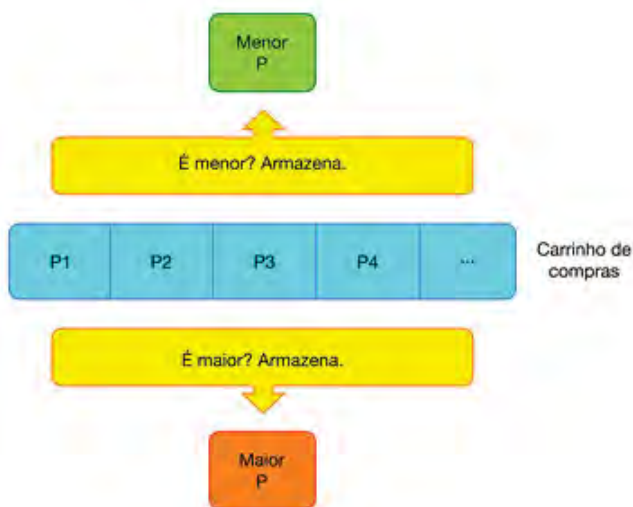 Menor
P
É menor? Armazena.
P1 P2 P3 P4 ...
Carrinho de
compras
É maior? Armazena.
Maior
P